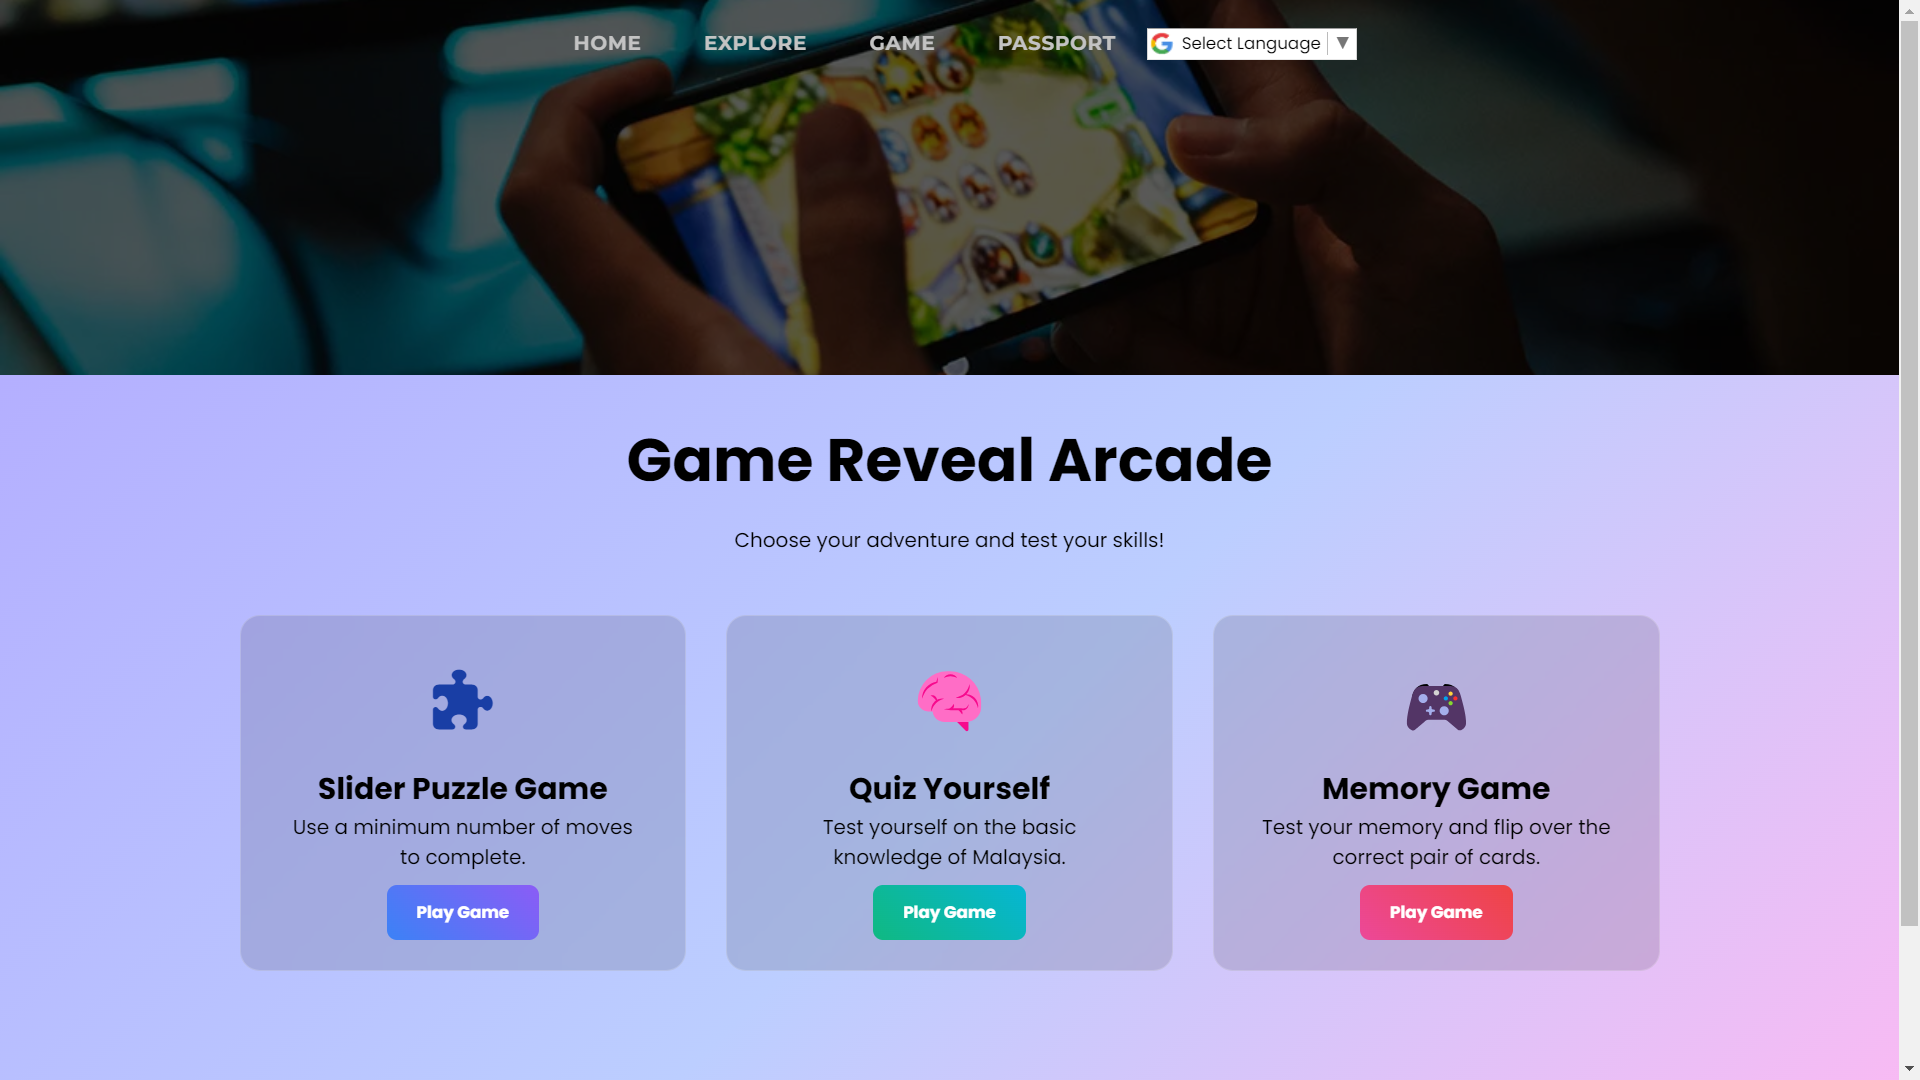 HOME EXPLORE GAME PASSPORT Select Language ▼
Game Reveal Arcade
Choose your adventure and test your skills!
Slider Puzzle Game
Use a minimum number of moves
to complete.
Play Game
Quiz Yourself
Test yourself on the basic
knowledge of Malaysia.
Play Game
Memory Game
Test your memory and flip over the
correct pair of cards.
Play Game